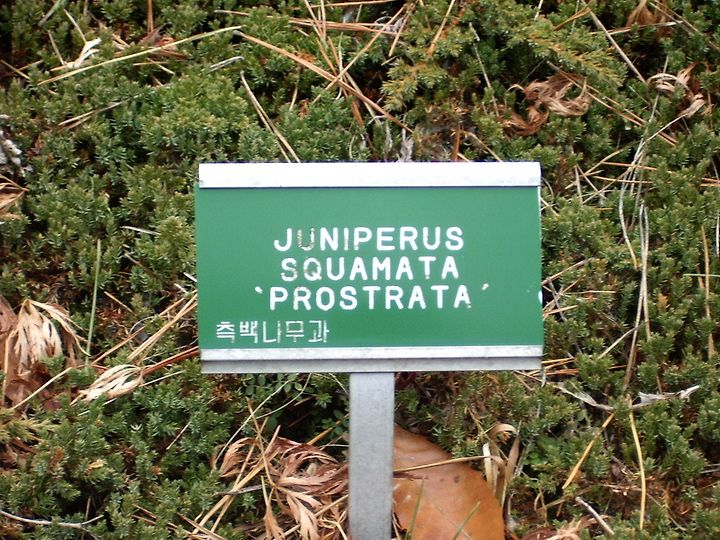 JUNIPERUS
SQUAMATA
‘PROSTRATA’
측백나무과